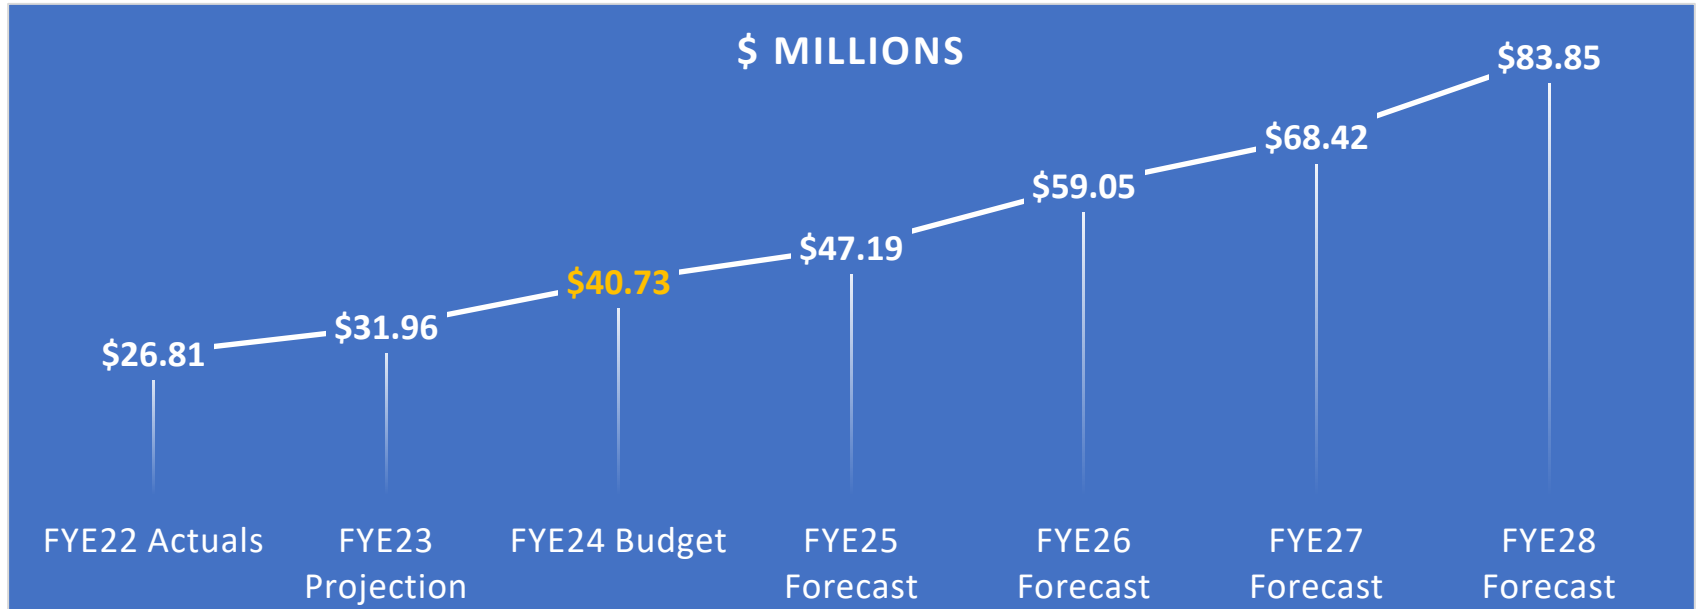 $ MILLIONS
$26.81
$31.96
$40.73
$47.19
$59.05
$68.42
$83.85
FYE22 Actuals
FYE23
Projection
FYE24 Budget
FYE25
Forecast
FYE26
Forecast
FYE27
Forecast
FYE28
Forecast